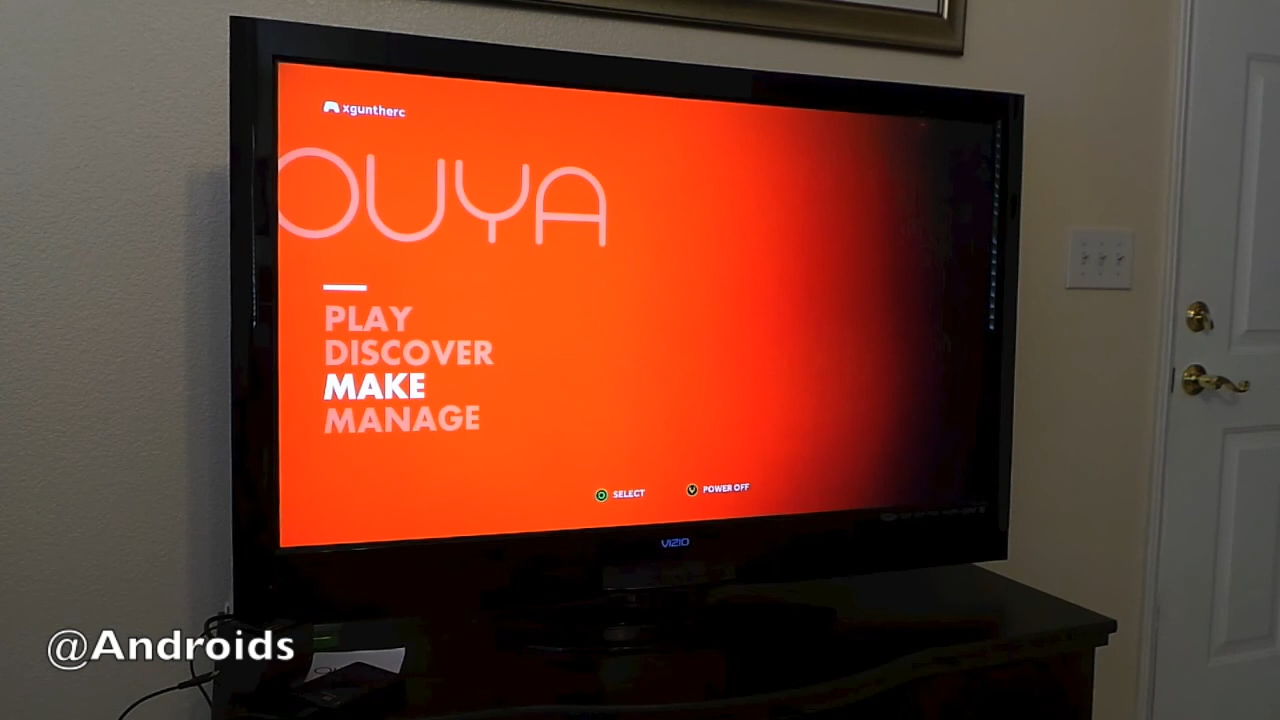 xguntherc
OUYA
PLAY
DISCOVER
MAKE
MANAGE
SELECT
POWER OFF
VIZIO
@Androids